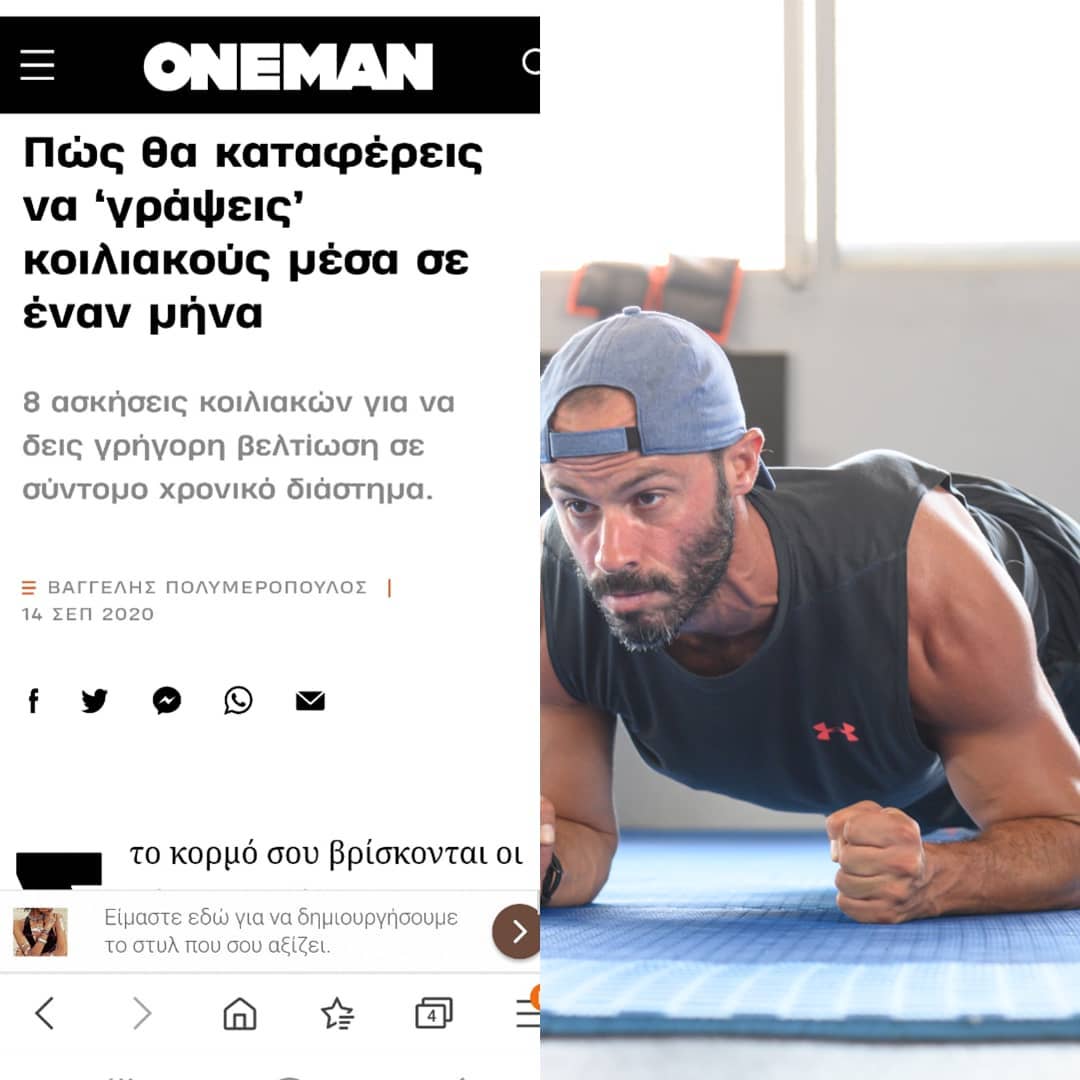 ONEMAN
Πώς θα καταφέρεις
να ‘γράψεις’
κοιλιακούς μέσα σε
έναν μήνα
8 ασκήσεις κοιλιακών για να
δεις γρήγορη βελτίωση σε
σύντομο χρονικό διάστημα.
ΒΑΓΓΕΛΗΣ ΠΟΛΥΜΕΡΟΠΟΥΛΟΣ |
14 ΣΕΠ 2020
το κορμό σου βρίσκονται οι
Είμαστε εδώ για να δημιουργήσουμε
το στυλ που σου αξίζει.
4